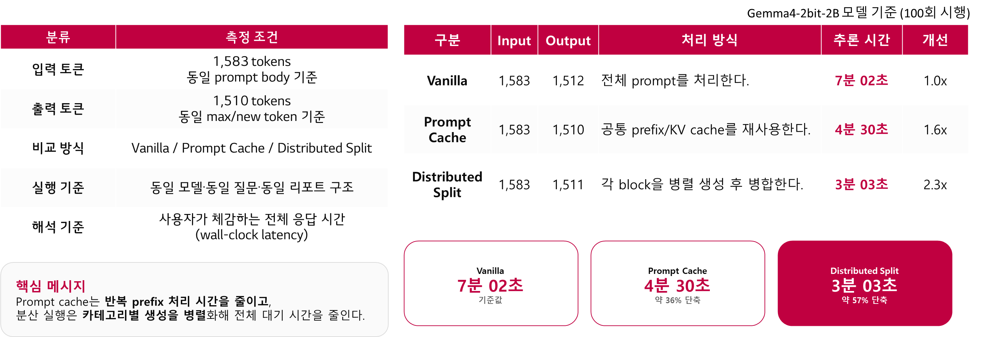 Gemma4-2bit-2B 모델 기준 (100회 시행)
분류 측정 조건
입력 토큰
1,583 tokens
동일 prompt body 기준
출력 토큰
1,510 tokens
동일 max/new token 기준
비교 방식
Vanilla / Prompt Cache / Distributed Split
실행 기준
동일 모델·동일 질문·동일 리포트 구조
해석 기준
사용자가 체감하는 전체 응답 시간
(wall-clock latency)
핵심 메시지
Prompt cache는 반복 prefix 처리 시간을 줄이고,
분산 실행은 카테고리별 생성을 병렬화해 전체 대기 시간을 줄인다.
구분 Input Output 처리 방식 추론 시간 개선
Vanilla 1,583 1,512 전체 prompt를 처리한다. 7분 02초 1.0x
Prompt
Cache
1,583 1,510 공통 prefix/KV cache를 재사용한다. 4분 30초 1.6x
Distributed
Split
1,583 1,511 각 block을 병렬 생성 후 병합한다. 3분 03초 2.3x
Vanilla
7분 02초
기준값
Prompt Cache
4분 30초
약 36% 단축
Distributed Split
3분 03초
약 57% 단축